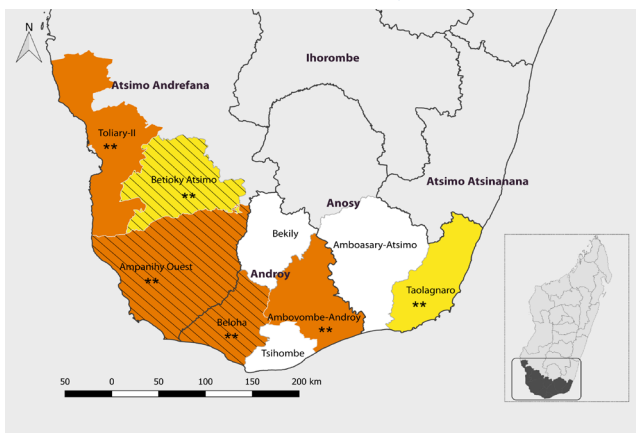 N
Ihorombe
Atsimo Andrefana
Toliary-II
**
Betioky Atsimo
**
Atsimo Atsinanana
Anosy
Bekily
Amboasary-Atsimo
Ampanihy Ouest
**
Androy
Taolagnaro
**
Beloha
**
Ambovombe-Androy
**
Tsihombe
50 0 50 100 150 200 km